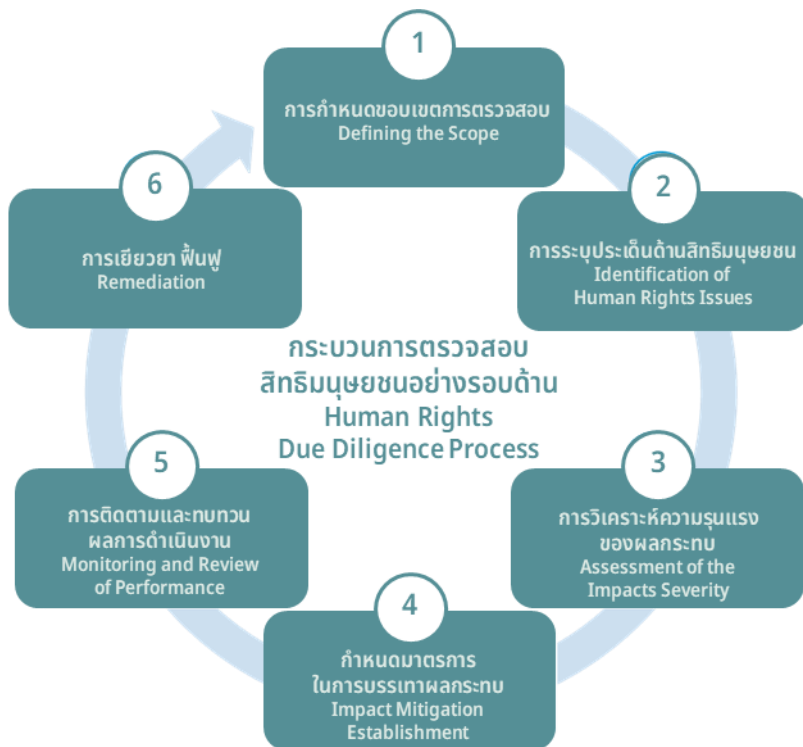 1
การกำหนดขอบเขตการตรวจสอบ
Defining the Scope
2
การระบุประเด็นด้านสิทธิมนุษยชน
Identification of
Human Rights Issues
3
การวิเคราะห์ความรุนแรง
ของผลกระทบ
Assessment of the
Impacts Severity
4
กำหนดมาตรการ
ในการบรรเทาผลกระทบ
Impact Mitigation
Establishment
5
การติดตามและทบทวน
ผลการดำเนินงาน
Monitoring and Review
of Performance
6
การเยียวยา ฟื้นฟู
Remediation
กระบวนการตรวจสอบ
สิทธิมนุษยชนอย่างรอบด้าน
Human Rights
Due Diligence Process